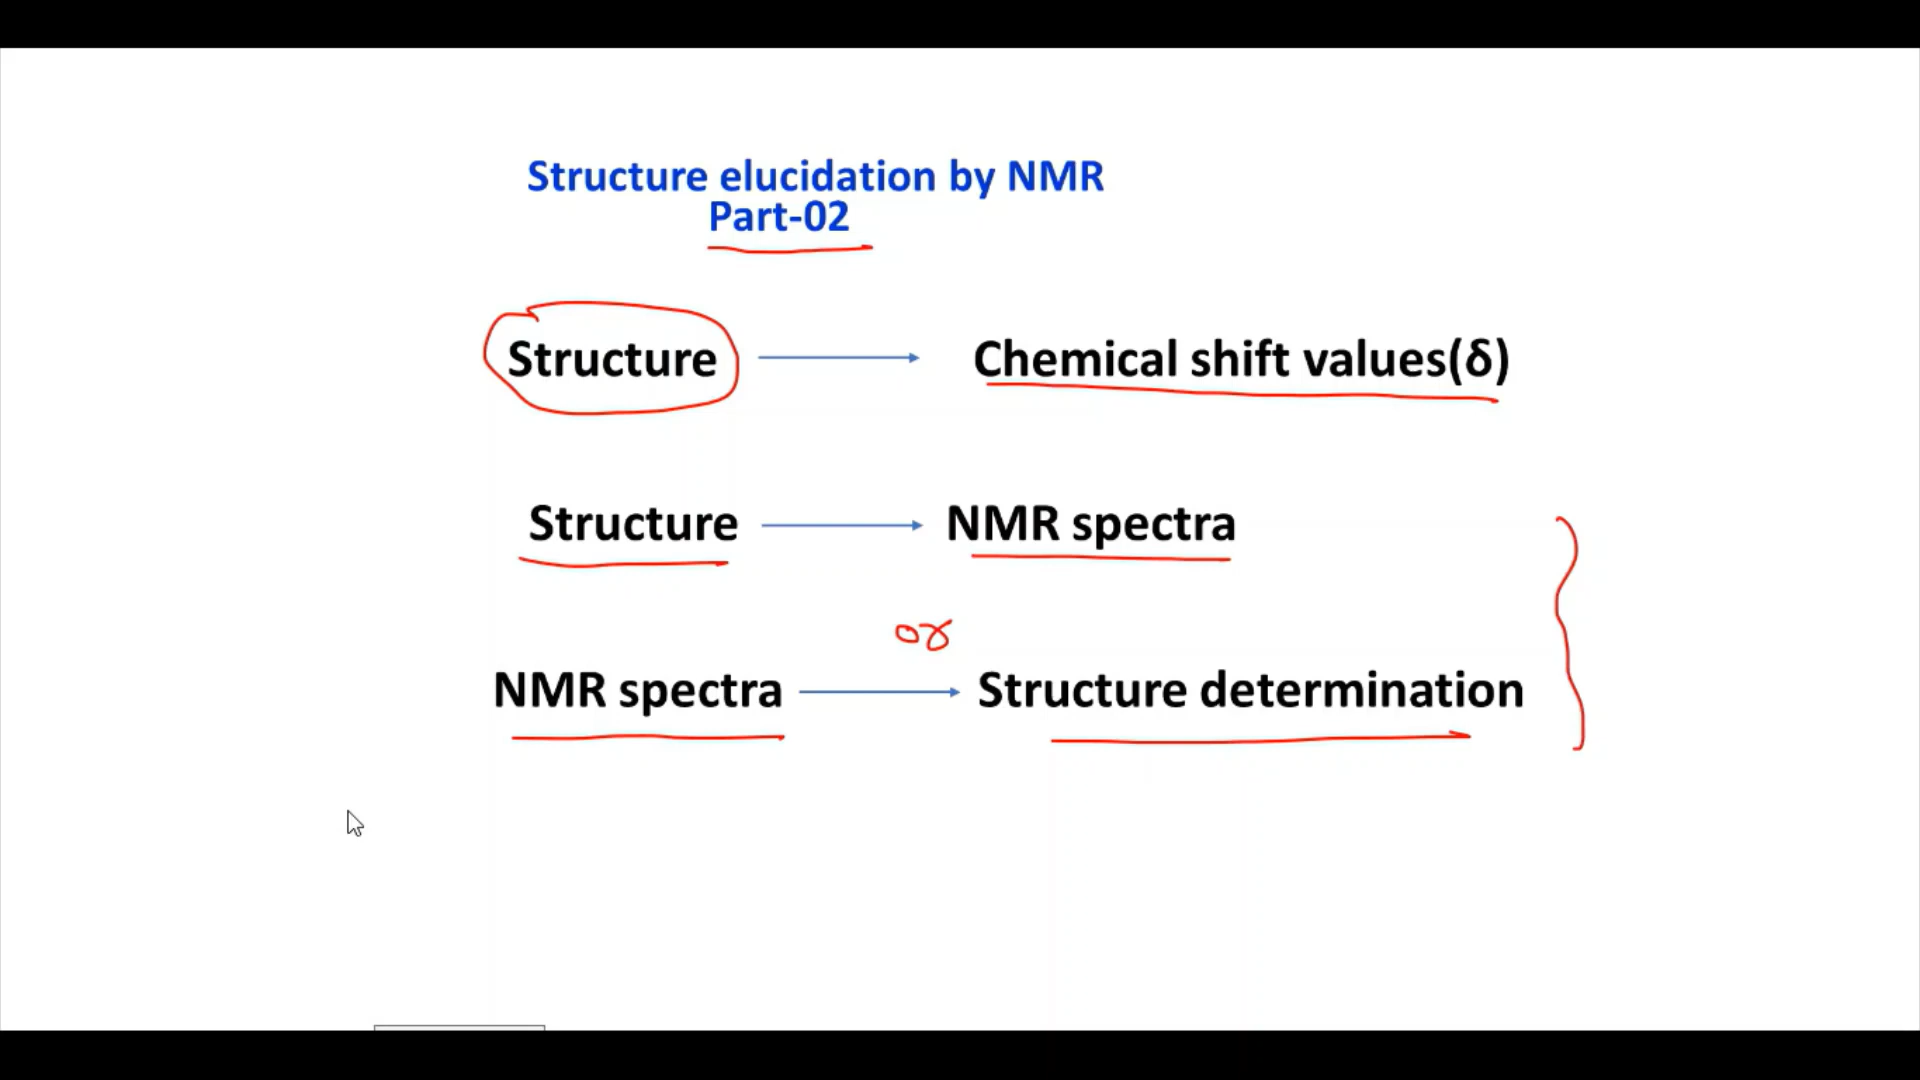 Structure elucidation by NMR
Part-02
Structure → Chemical shift values(δ)
Structure → NMR spectra
or
NMR spectra → Structure determination